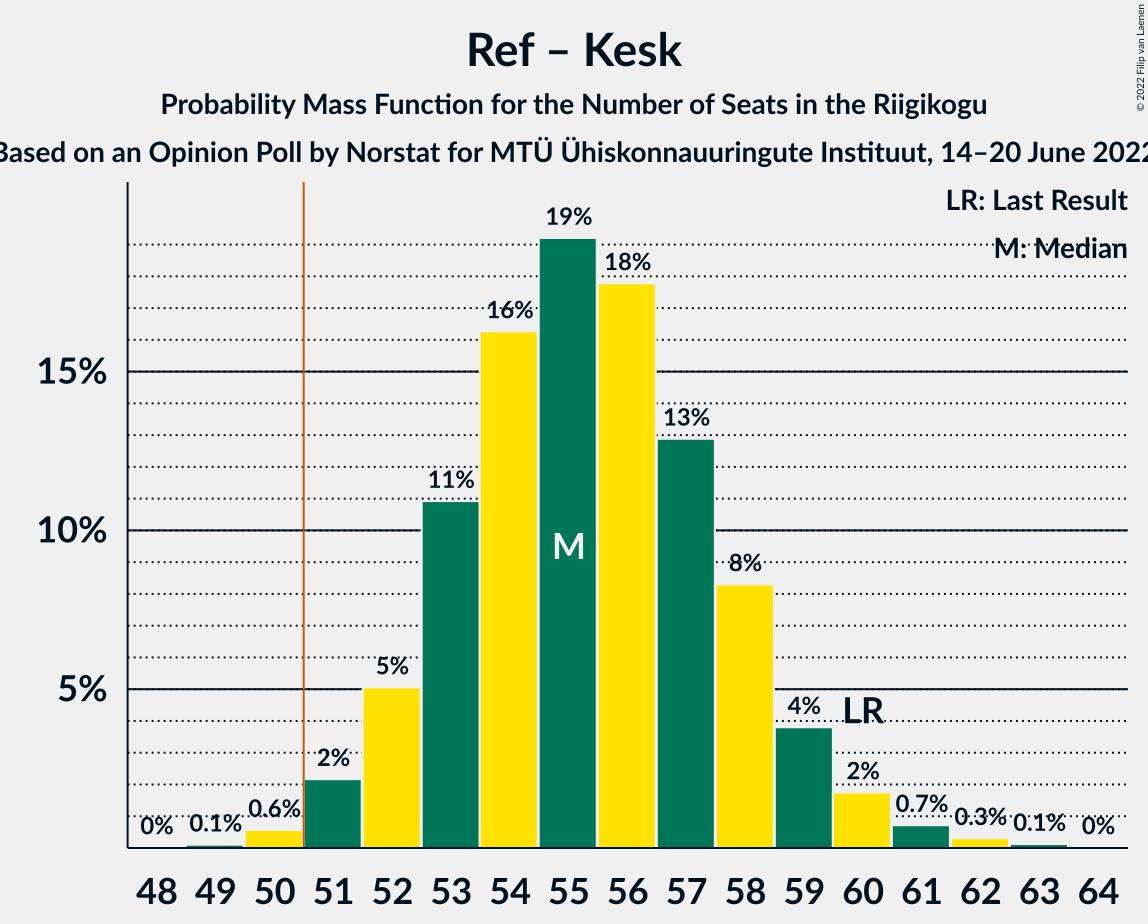 © 2022 Filip van Laenen
Ref – Kesk
Probability Mass Function for the Number of Seats in the Riigikogu
Based on an Opinion Poll by Norstat for MTÜ Ühiskonnauuringute Instituut, 14–20 June 2022
LR: Last Result
M: Median
15%
10%
5%
0% 0.1% 0.6% 2% 5% 11% 16% 19% 18% 13% 8% 4% 2% 0.7% 0.3% 0.1% 0%
M
LR
48 49 50 51 52 53 54 55 56 57 58 59 60 61 62 63 64